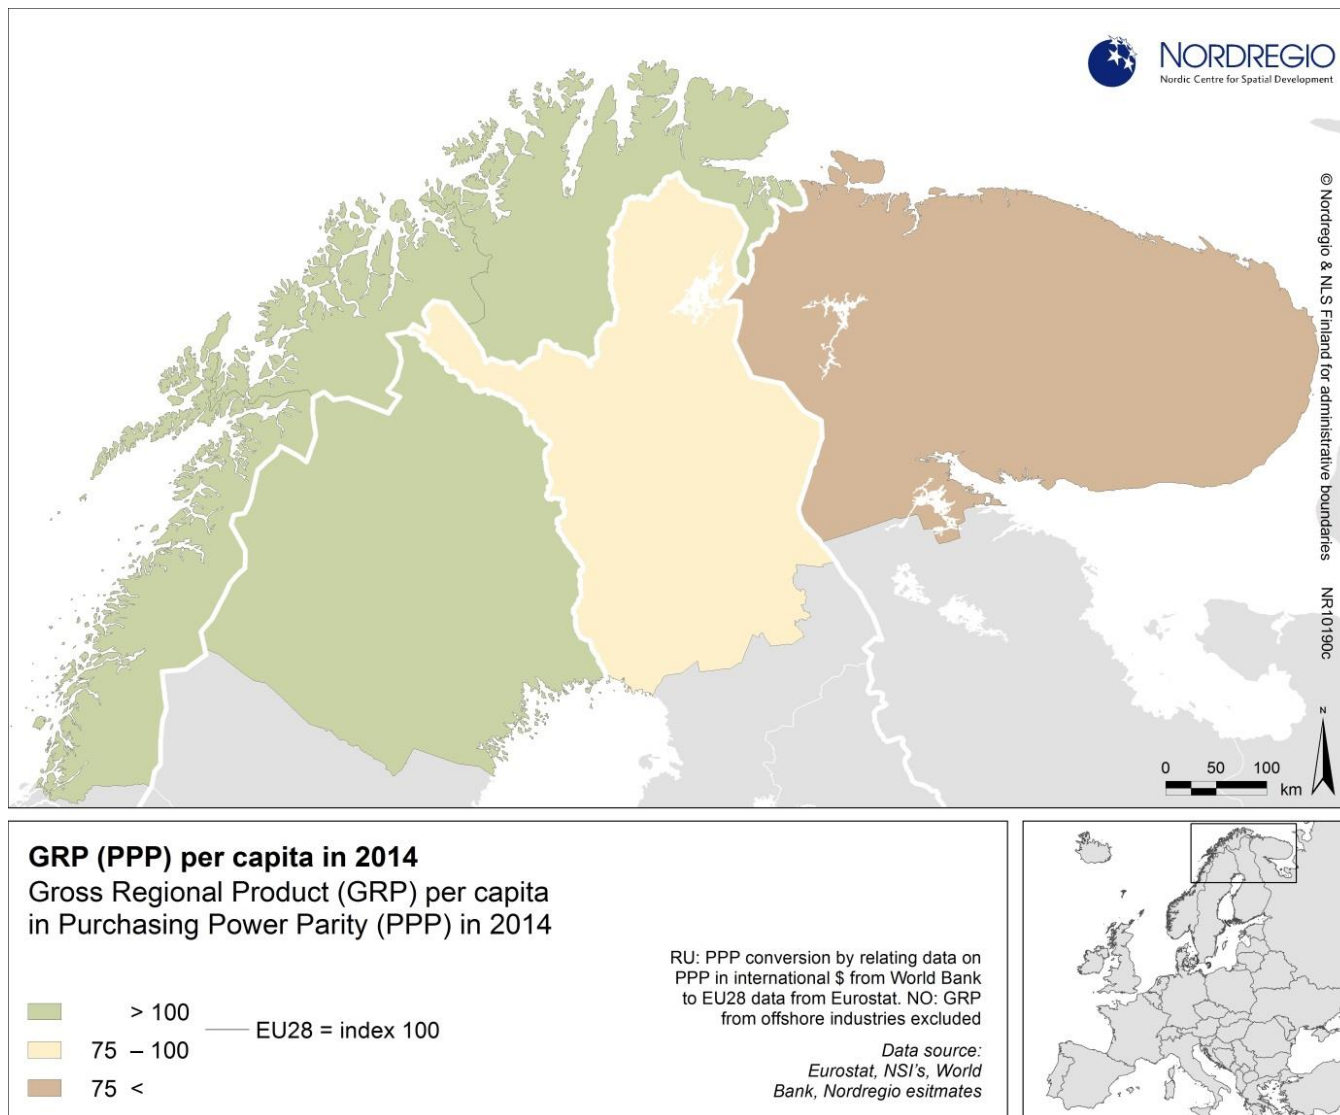 NORDREGIO
Nordic Centre for Spatial Development
© Nordregio & NLS Finland for administrative boundaries NR10190c
N
0 50 100
km
GRP (PPP) per capita in 2014
Gross Regional Product (GRP) per capita
in Purchasing Power Parity (PPP) in 2014
> 100
EU28 = index 100
75 – 100
75 <
RU: PPP conversion by relating data on
PPP in international $ from World Bank
to EU28 data from Eurostat. NO: GRP
from offshore industries excluded
Data source:
Eurostat, NSI's, World
Bank, Nordregio esitmates